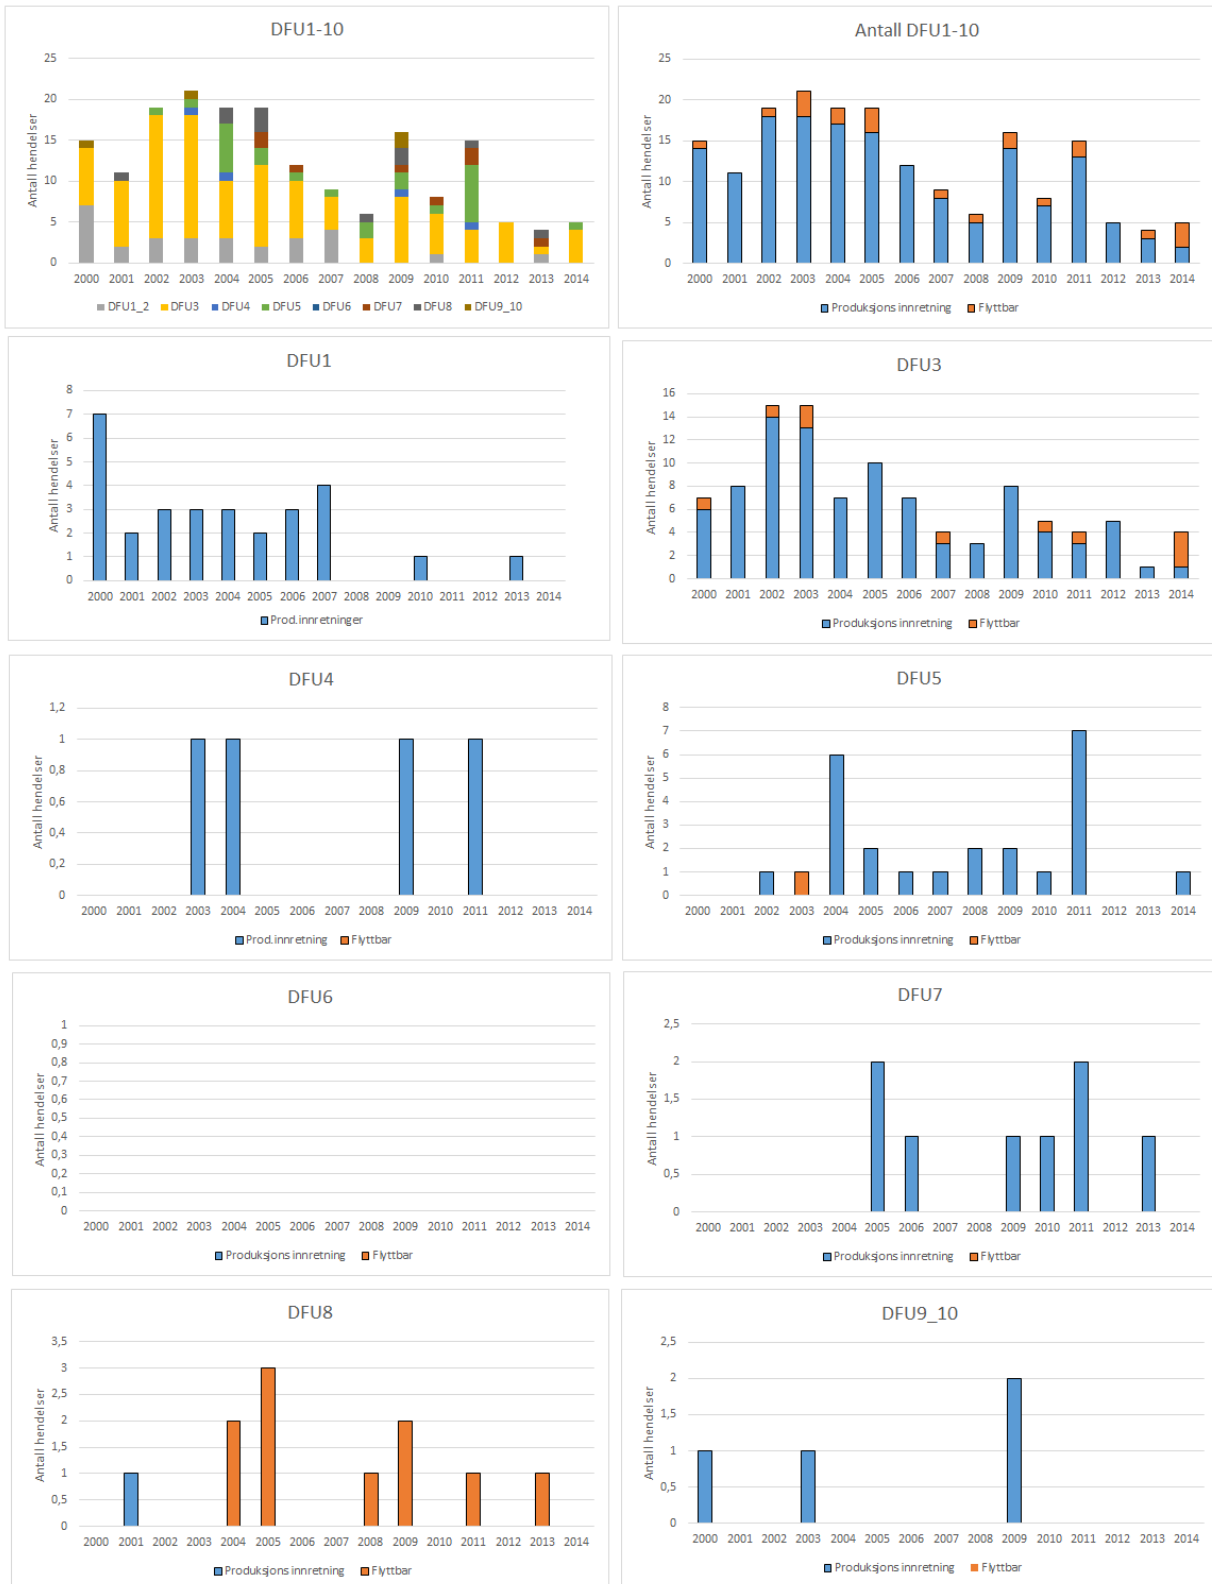 DFU1-10
25
20
15
10
5
0
Antall hendelser
2000 2001 2002 2003 2004 2005 2006 2007 2008 2009 2010 2011 2012 2013 2014
DFU1_2 DFU3 DFU4 DFU5 DFU6 DFU7 DFU8 DFU9_10
Antall DFU1-10
25
20
15
10
5
0
Antall hendelser
2000 2001 2002 2003 2004 2005 2006 2007 2008 2009 2010 2011 2012 2013 2014
Produksjons innretning Flyttbar
DFU1
8
7
6
5
4
3
2
1
0
Antall hendelser
2000 2001 2002 2003 2004 2005 2006 2007 2008 2009 2010 2011 2012 2013 2014
Prod.innretninger
DFU3
16
14
12
10
8
6
4
2
0
Antall hendelser
2000 2001 2002 2003 2004 2005 2006 2007 2008 2009 2010 2011 2012 2013 2014
Produksjons innretning Flyttbar
DFU4
1,2
1
0,8
0,6
0,4
0,2
0
Antall hendelser
2000 2001 2002 2003 2004 2005 2006 2007 2008 2009 2010 2011 2012 2013 2014
Prod.innretning Flyttbar
DFU5
8
7
6
5
4
3
2
1
0
Antall hendelser
2000 2001 2002 2003 2004 2005 2006 2007 2008 2009 2010 2011 2012 2013 2014
Produksjons innretning Flyttbar
DFU6
1
0,9
0,8
0,7
0,6
0,5
0,4
0,3
0,2
0,1
0
Antall hendelser
2000 2001 2002 2003 2004 2005 2006 2007 2008 2009 2010 2011 2012 2013 2014
Produksjons innretning Flyttbar
DFU7
2,5
2
1,5
1
0,5
0
Antall hendelser
2000 2001 2002 2003 2004 2005 2006 2007 2008 2009 2010 2011 2012 2013 2014
Produksjons innretning Flyttbar
DFU8
3,5
3
2,5
2
1,5
1
0,5
0
Antall hendelser
2000 2001 2002 2003 2004 2005 2006 2007 2008 2009 2010 2011 2012 2013 2014
Produksjons innretning Flyttbar
DFU9_10
2,5
2
1,5
1
0,5
0
Antall hendelser
2000 2001 2002 2003 2004 2005 2006 2007 2008 2009 2010 2011 2012 2013 2014
Produksjons innretning Flyttbar